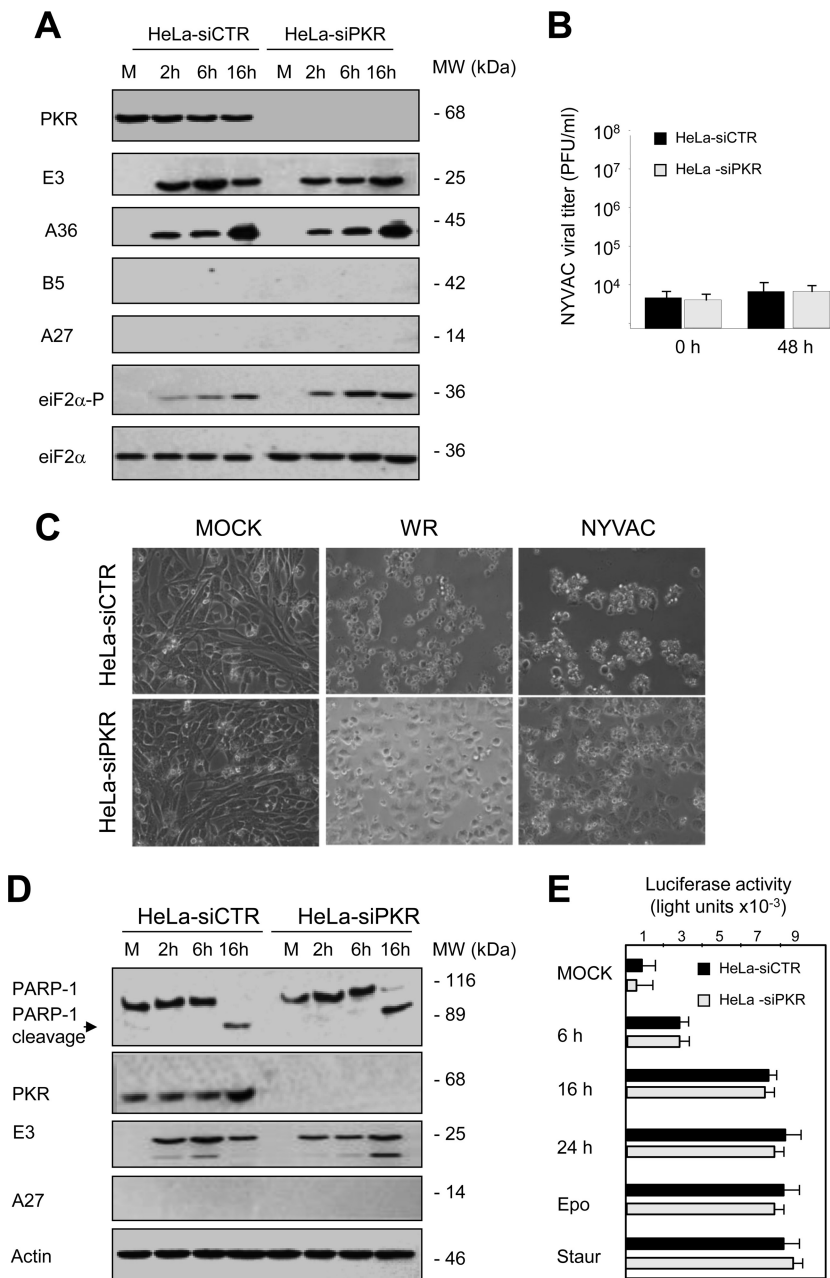 A
HeLa-siCTR HeLa-siPKR
M 2h 6h 16h M 2h 6h 16h MW (kDa)
PKR - 68
E3 - 25
A36 - 45
B5 - 42
A27 - 14
eiF2α-P - 36
eiF2α - 36
B
NYVAC viral titer (PFU/ml)
10⁸
10⁷
10⁶
10⁵
10⁴
HeLa-siCTR
HeLa -siPKR
0 h 48 h
C
MOCK WR NYVAC
HeLa-siCTR
HeLa-siPKR
D
HeLa-siCTR HeLa-siPKR
M 2h 6h 16h M 2h 6h 16h MW (kDa)
PARP-1 - 116
PARP-1 - 89
cleavage
PKR - 68
E3 - 25
A27 - 14
Actin - 46
E
Luciferase activity
(light units x10⁻³)
1 3 5 7 9
HeLa-siCTR
HeLa -siPKR
MOCK
6 h
16 h
24 h
Epo
Staur